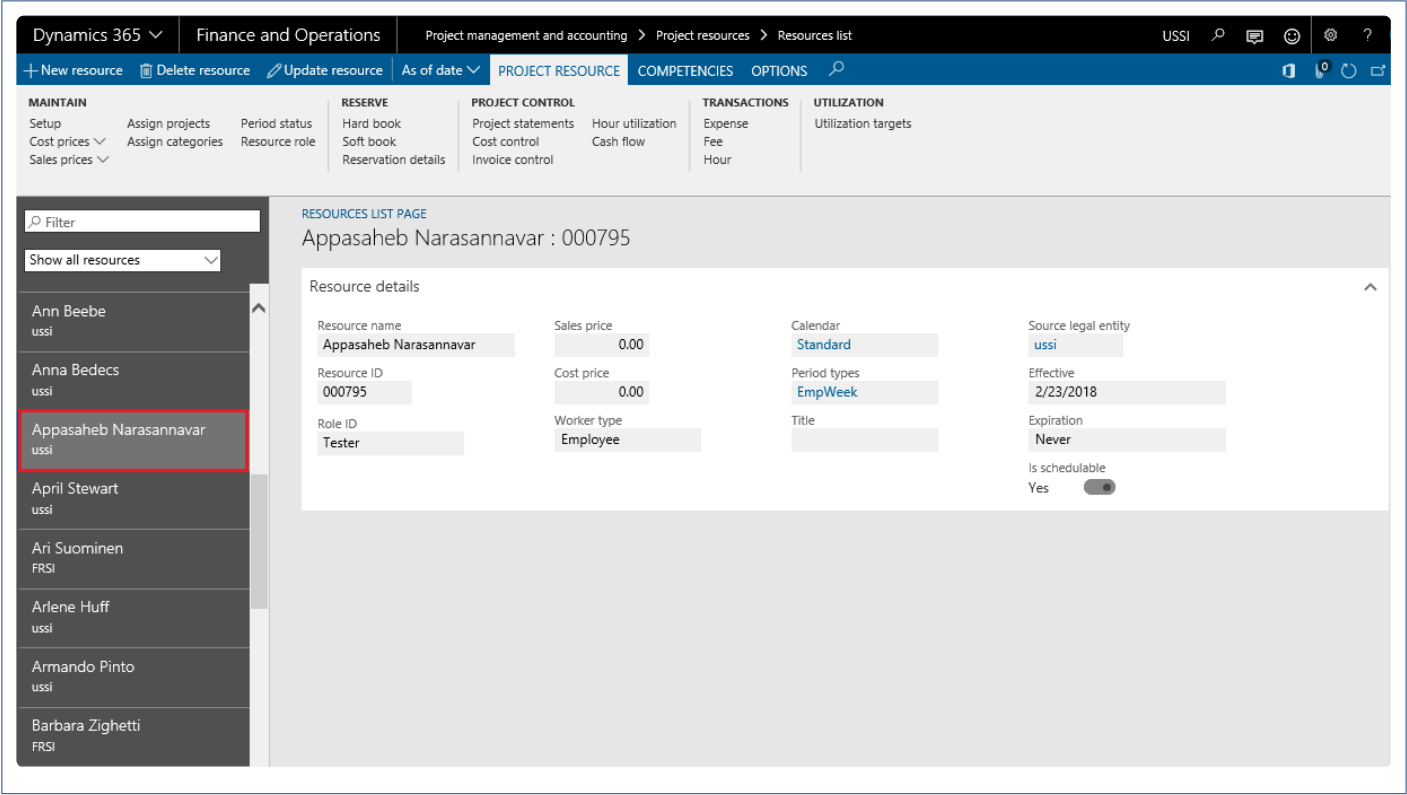 Dynamics 365 Finance and Operations Project management and accounting > Project resources > Resources list USSI ?
New resource Delete resource Update resource As of date PROJECT RESOURCE COMPETENCIES OPTIONS 0
MAINTAIN RESERVE PROJECT CONTROL TRANSACTIONS UTILIZATION
Setup Assign projects Period status Hard book Project statements Hour utilization Expense Utilization targets
Cost prices Assign categories Resource role Soft book Cost control Cash flow Fee
Sales prices Reservation details Invoice control Hour
Filter
Show all resources
Ann Beebe
ussi
Anna Bedecs
ussi
Appasaheb Narasannavar
ussi
April Stewart
ussi
Ari Suominen
FRSI
Arlene Huff
ussi
Armando Pinto
ussi
Barbara Zighetti
FRSI
RESOURCES LIST PAGE
Appasaheb Narasannavar : 000795
Resource details
Resource name Sales price Calendar Source legal entity
Appasaheb Narasannavar 0.00 Standard ussi
Resource ID Cost price Period types Effective
000795 0.00 EmpWeek 2/23/2018
Role ID Worker type Title Expiration
Tester Employee Never
Is schedulable
Yes